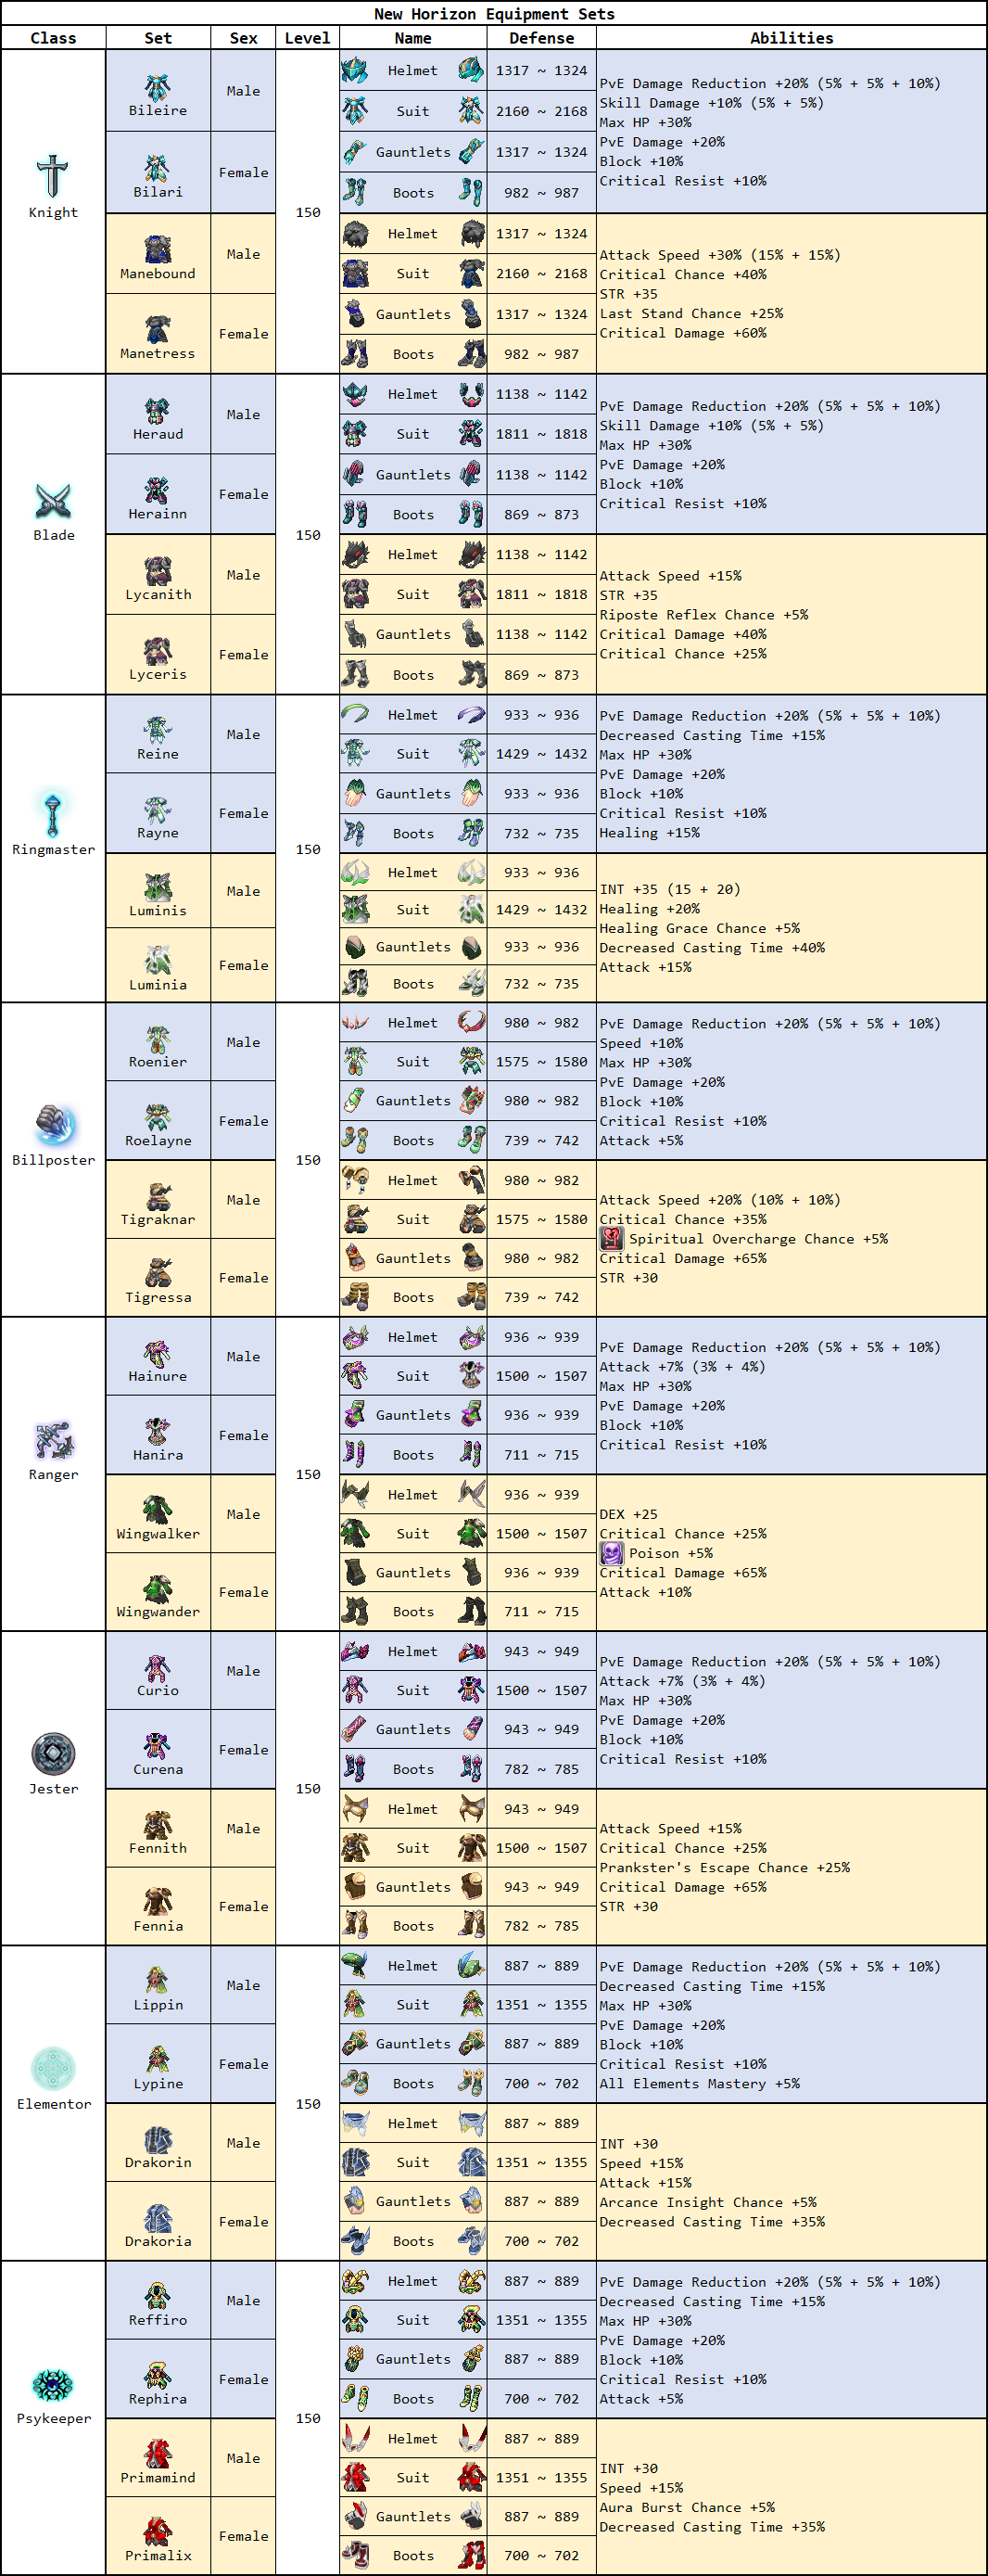 New Horizon Equipment Sets
Class Set Sex Level Name Defense Abilities
Knight
150
Bileire
Male
Bilari
Female
Helmet 1317 ~ 1324
Suit 2160 ~ 2168
Gauntlets 1317 ~ 1324
Boots 982 ~ 987
PvE Damage Reduction +20% (5% + 5% + 10%)
Skill Damage +10% (5% + 5%)
Max HP +30%
PvE Damage +20%
Block +10%
Critical Resist +10%
Manebound
Male
Manetress
Female
Helmet 1317 ~ 1324
Suit 2160 ~ 2168
Gauntlets 1317 ~ 1324
Boots 982 ~ 987
Attack Speed +30% (15% + 15%)
Critical Chance +40%
STR +35
Last Stand Chance +25%
Critical Damage +60%
Blade
150
Heraud
Male
Herainn
Female
Helmet 1138 ~ 1142
Suit 1811 ~ 1818
Gauntlets 1138 ~ 1142
Boots 869 ~ 873
PvE Damage Reduction +20% (5% + 5% + 10%)
Skill Damage +10% (5% + 5%)
Max HP +30%
PvE Damage +20%
Block +10%
Critical Resist +10%
Lycanith
Male
Lyceris
Female
Helmet 1138 ~ 1142
Suit 1811 ~ 1818
Gauntlets 1138 ~ 1142
Boots 869 ~ 873
Attack Speed +15%
STR +35
Riposte Reflex Chance +5%
Critical Damage +40%
Critical Chance +25%
Ringmaster
150
Reine
Male
Rayne
Female
Helmet 933 ~ 936
Suit 1429 ~ 1432
Gauntlets 933 ~ 936
Boots 732 ~ 735
PvE Damage Reduction +20% (5% + 5% + 10%)
Decreased Casting Time +15%
Max HP +30%
PvE Damage +20%
Block +10%
Critical Resist +10%
Healing +15%
Luminis
Male
Luminia
Female
Helmet 933 ~ 936
Suit 1429 ~ 1432
Gauntlets 933 ~ 936
Boots 732 ~ 735
INT +35 (15 + 20)
Healing +20%
Healing Grace Chance +5%
Decreased Casting Time +40%
Attack +15%
Billposter
150
Roenier
Male
Roelayne
Female
Helmet 980 ~ 982
Suit 1575 ~ 1580
Gauntlets 980 ~ 982
Boots 739 ~ 742
PvE Damage Reduction +20% (5% + 5% + 10%)
Speed +10%
Max HP +30%
PvE Damage +20%
Block +10%
Critical Resist +10%
Attack +5%
Tigraknar
Male
Tigressa
Female
Helmet 980 ~ 982
Suit 1575 ~ 1580
Gauntlets 980 ~ 982
Boots 739 ~ 742
Attack Speed +20% (10% + 10%)
Critical Chance +35%
Spiritual Overcharge Chance +5%
Critical Damage +65%
STR +30
Ranger
150
Hainure
Male
Hanira
Female
Helmet 936 ~ 939
Suit 1500 ~ 1507
Gauntlets 936 ~ 939
Boots 711 ~ 715
PvE Damage Reduction +20% (5% + 5% + 10%)
Attack +7% (3% + 4%)
Max HP +30%
PvE Damage +20%
Block +10%
Critical Resist +10%
Wingwalker
Male
Wingwander
Female
Helmet 936 ~ 939
Suit 1500 ~ 1507
Gauntlets 936 ~ 939
Boots 711 ~ 715
DEX +25
Critical Chance +25%
Poison +5%
Critical Damage +65%
Attack +10%
Jester
150
Curio
Male
Curena
Female
Helmet 943 ~ 949
Suit 1500 ~ 1507
Gauntlets 943 ~ 949
Boots 782 ~ 785
PvE Damage Reduction +20% (5% + 5% + 10%)
Attack +7% (3% + 4%)
Max HP +30%
PvE Damage +20%
Block +10%
Critical Resist +10%
Fennith
Male
Fennia
Female
Helmet 943 ~ 949
Suit 1500 ~ 1507
Gauntlets 943 ~ 949
Boots 782 ~ 785
Attack Speed +15%
Critical Chance +25%
Prankster's Escape Chance +25%
Critical Damage +65%
STR +30
Elementor
150
Lippin
Male
Lypine
Female
Helmet 887 ~ 889
Suit 1351 ~ 1355
Gauntlets 887 ~ 889
Boots 700 ~ 702
PvE Damage Reduction +20% (5% + 5% + 10%)
Decreased Casting Time +15%
Max HP +30%
PvE Damage +20%
Block +10%
Critical Resist +10%
All Elements Mastery +5%
Drakorin
Male
Drakoria
Female
Helmet 887 ~ 889
Suit 1351 ~ 1355
Gauntlets 887 ~ 889
Boots 700 ~ 702
INT +30
Speed +15%
Attack +15%
Arcance Insight Chance +5%
Decreased Casting Time +35%
Psykeeper
150
Reffiro
Male
Rephira
Female
Helmet 887 ~ 889
Suit 1351 ~ 1355
Gauntlets 887 ~ 889
Boots 700 ~ 702
PvE Damage Reduction +20% (5% + 5% + 10%)
Decreased Casting Time +15%
Max HP +30%
PvE Damage +20%
Block +10%
Critical Resist +10%
Attack +5%
Primamind
Male
Primalix
Female
Helmet 887 ~ 889
Suit 1351 ~ 1355
Gauntlets 887 ~ 889
Boots 700 ~ 702
INT +30
Speed +15%
Aura Burst Chance +5%
Decreased Casting Time +35%